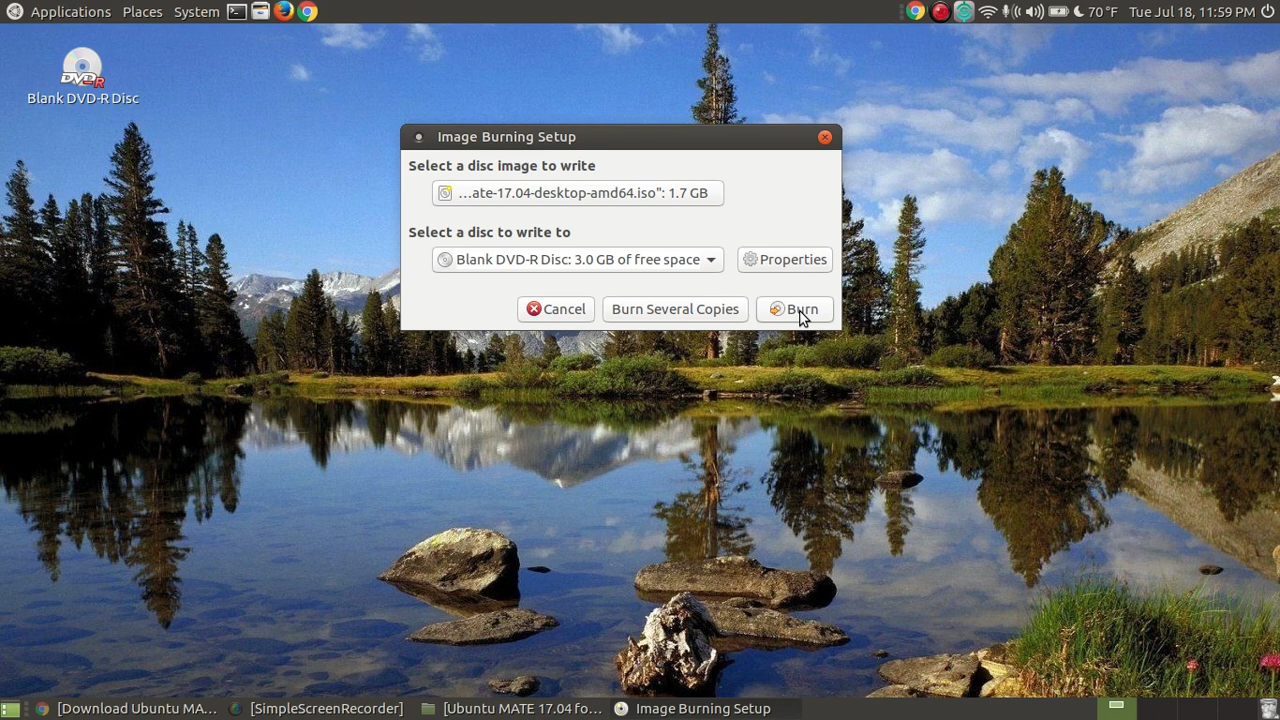 Applications Places System 70 °F Tue Jul 18, 11:59 PM
DVD-R
Blank DVD-R Disc
Image Burning Setup
Select a disc image to write
…ate-17.04-desktop-amd64.iso": 1.7 GB
Select a disc to write to
Blank DVD-R Disc: 3.0 GB of free space Properties
Cancel Burn Several Copies Burn
[Download Ubuntu MA... [SimpleScreenRecorder] [Ubuntu MATE 17.04 fo... Image Burning Setup